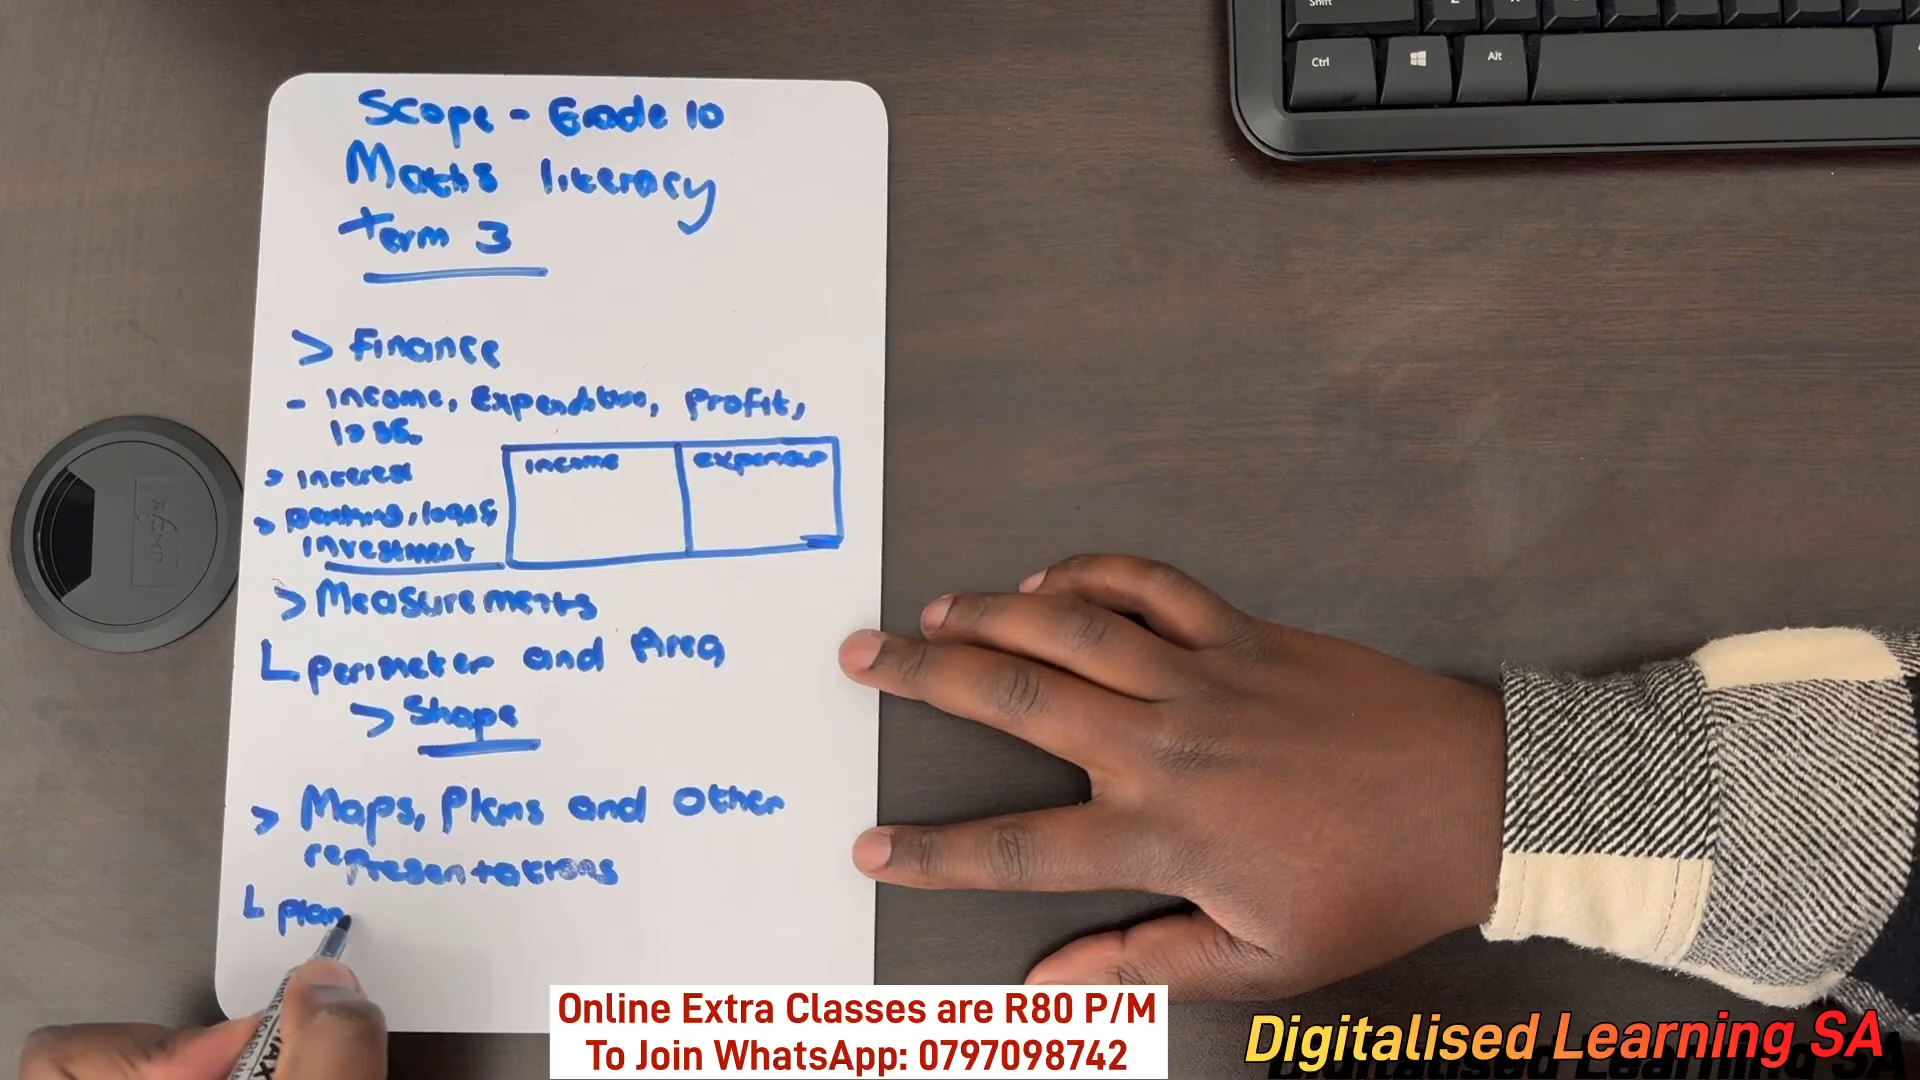 Scope - Grade 10
Maths literacy
Term 3
> Finance
- income, expenditure, profit,
loss.
> interest
> banking, loans
investment
income
expenses
> Measurements
perimeter and Area
> Shape
> Maps, Plans and other
representations
plan
Shift
Z
X
Ctrl
Alt
Online Extra Classes are R80 P/M
To Join WhatsApp: 0797098742
Digitalised Learning SA